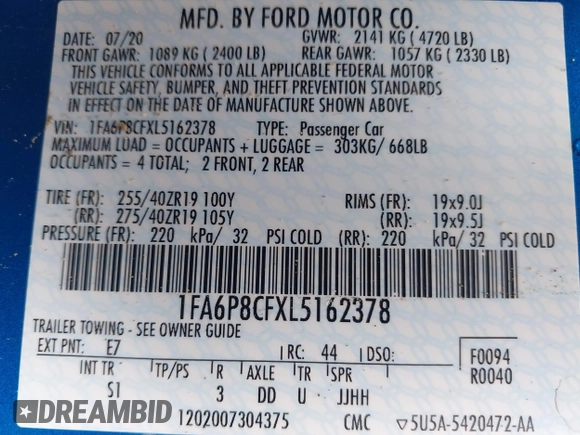 MFD. BY FORD MOTOR CO.
DATE: 07/20 GVWR: 2141 KG ( 4720 LB)
FRONT GAWR: 1089 KG ( 2400 LB) REAR GAWR: 1057 KG ( 2330 LB)
THIS VEHICLE CONFORMS TO ALL APPLICABLE FEDERAL MOTOR
VEHICLE SAFETY, BUMPER, AND THEFT PREVENTION STANDARDS
IN EFFECT ON THE DATE OF MANUFACTURE SHOWN ABOVE.
VIN: 1FA6P8CFXL5162378 TYPE: Passenger Car
MAXIMUM LOAD = OCCUPANTS + LUGGAGE = 303KG/ 668LB
OCCUPANTS = 4 TOTAL; 2 FRONT, 2 REAR
TIRE (FR): 255/40ZR19 100Y RIMS (FR): 19x9.0J
(RR): 275/40ZR19 105Y (RR): 19x9.5J
PRESSURE (FR): 220 kPa/ 32 PSI COLD (RR): 220 kPa/ 32 PSI COLD
1FA6P8CFXL5162378
TRAILER TOWING - SEE OWNER GUIDE
EXT PNT: E7 RC: 44 DSO: F0094
INT TR TP/PS R AXLE TR SPR R0040
S1 3 DD U JJHH
1202007304375 CMC 5U5A-5420472-AA
DREAMBID